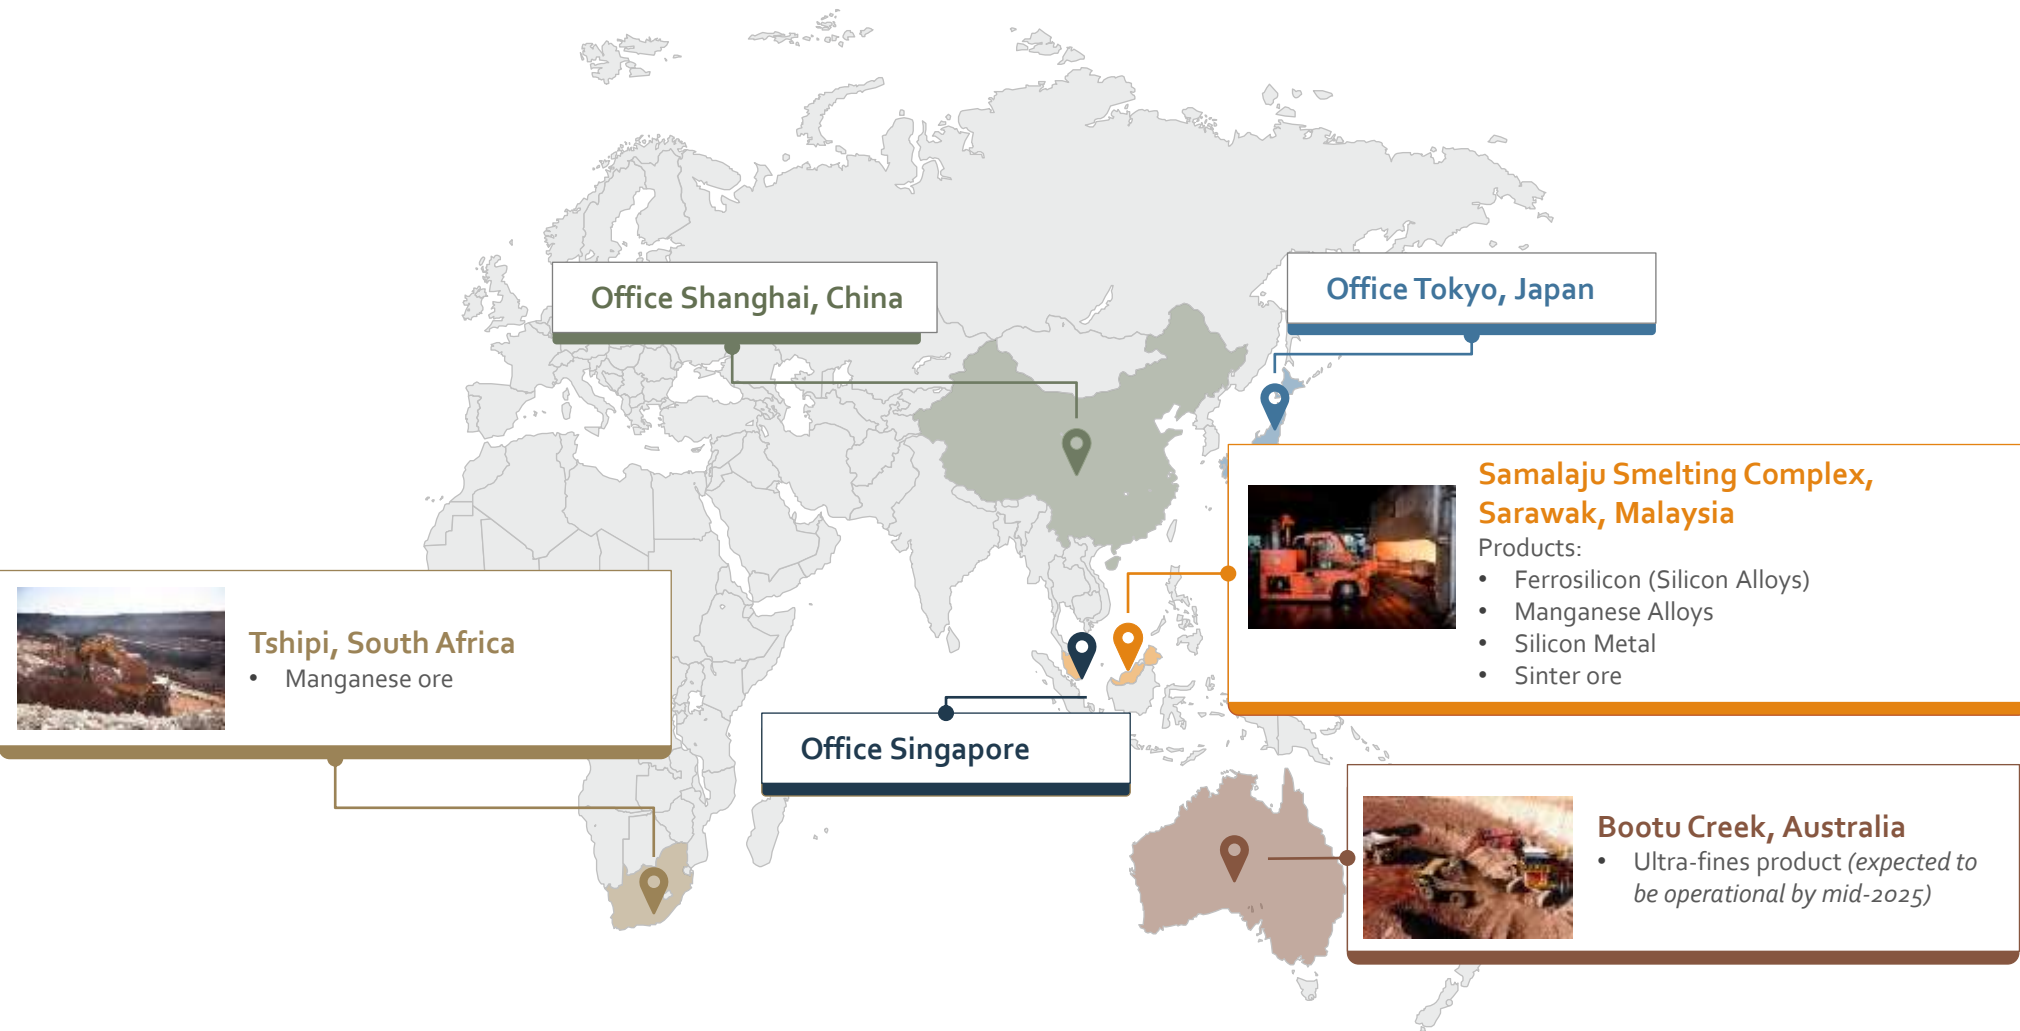 Office Shanghai, China
Office Tokyo, Japan
Samalaju Smelting Complex,
Sarawak, Malaysia
Products:
• Ferrosilicon (Silicon Alloys)
• Manganese Alloys
• Silicon Metal
• Sinter ore
Tshipi, South Africa
• Manganese ore
Office Singapore
Bootu Creek, Australia
• Ultra-fines product (expected to
be operational by mid-2025)